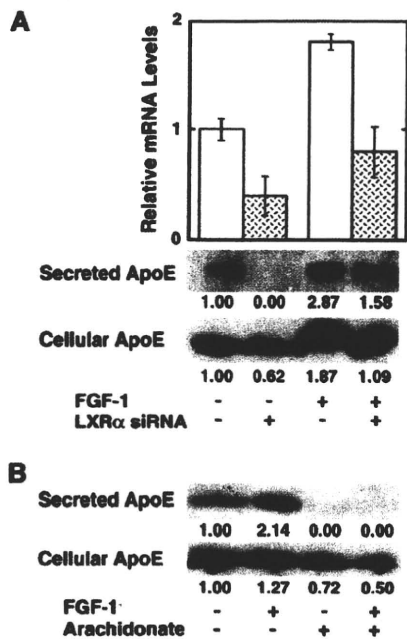 A
Relative mRNA Levels
2
1
0
Secreted ApoE
1.00 0.00 2.87 1.58
Cellular ApoE
1.00 0.62 1.87 1.09
FGF-1 - - + +
LXRα siRNA - + - +
B
Secreted ApoE
1.00 2.14 0.00 0.00
Cellular ApoE
1.00 1.27 0.72 0.50
FGF-1 - + - +
Arachidonate - - + +